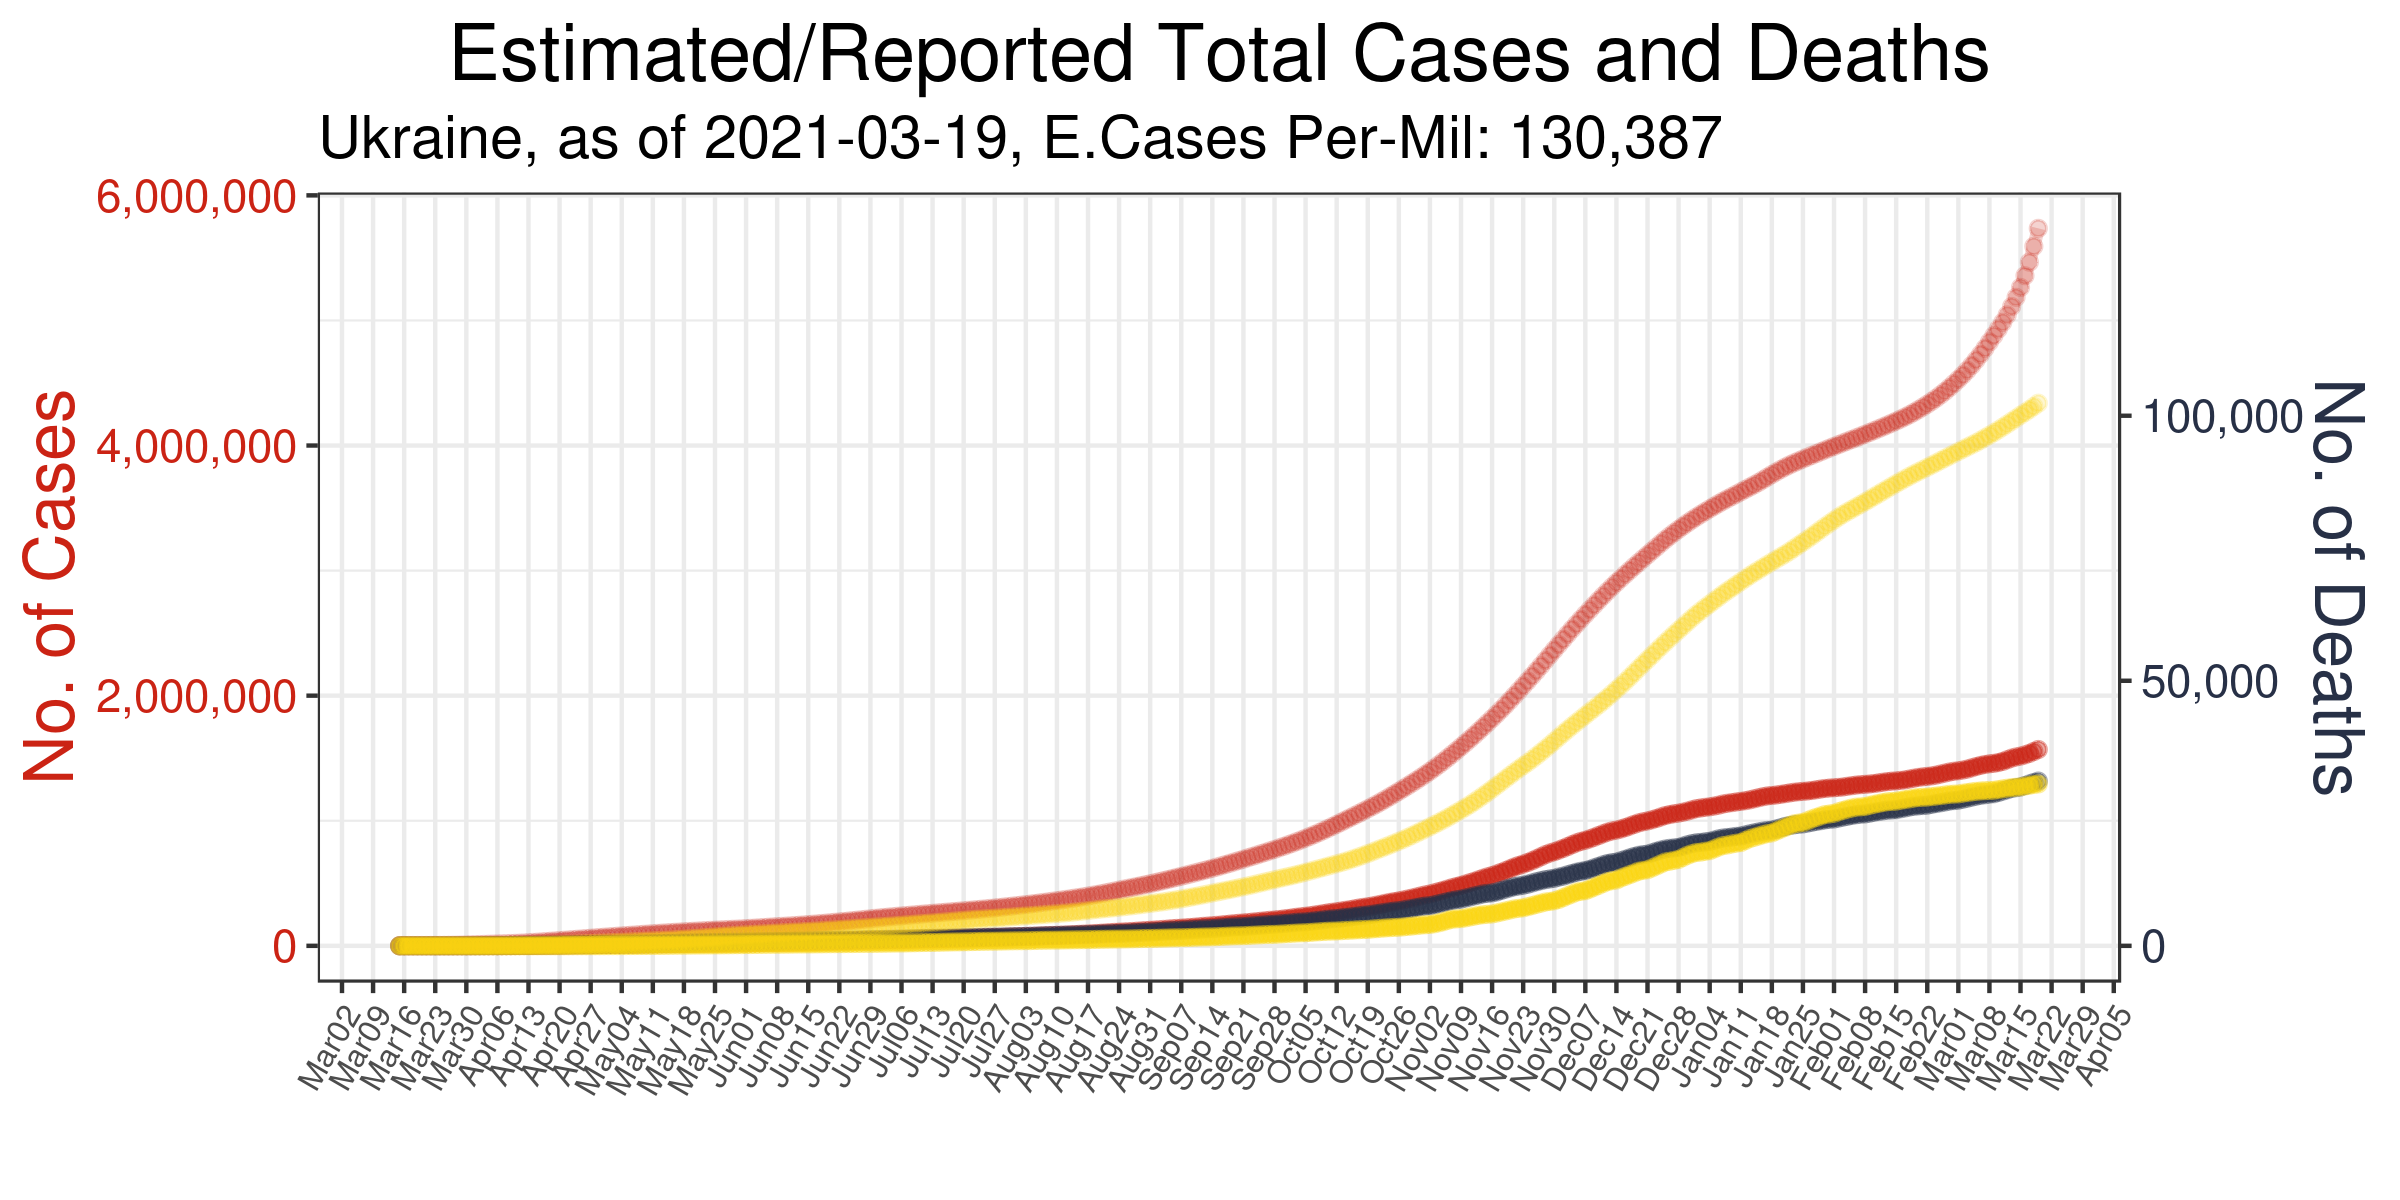 Estimated/Reported Total Cases and Deaths
Ukraine, as of 2021-03-19, E.Cases Per-Mil: 130,387
No. of Cases
6,000,000
4,000,000
2,000,000
0
100,000
50,000
0
No. of Deaths
Mar02
Mar09
Mar16
Mar23
Mar30
Apr06
Apr13
Apr20
Apr27
May04
May11
May18
May25
Jun01
Jun08
Jun15
Jun22
Jun29
Jul06
Jul13
Jul20
Jul27
Aug03
Aug10
Aug17
Aug24
Aug31
Sep07
Sep14
Sep21
Sep28
Oct05
Oct12
Oct19
Oct26
Nov02
Nov09
Nov16
Nov23
Nov30
Dec07
Dec14
Dec21
Dec28
Jan04
Jan11
Jan18
Jan25
Feb01
Feb08
Feb15
Feb22
Mar01
Mar08
Mar15
Mar22
Mar29
Apr05